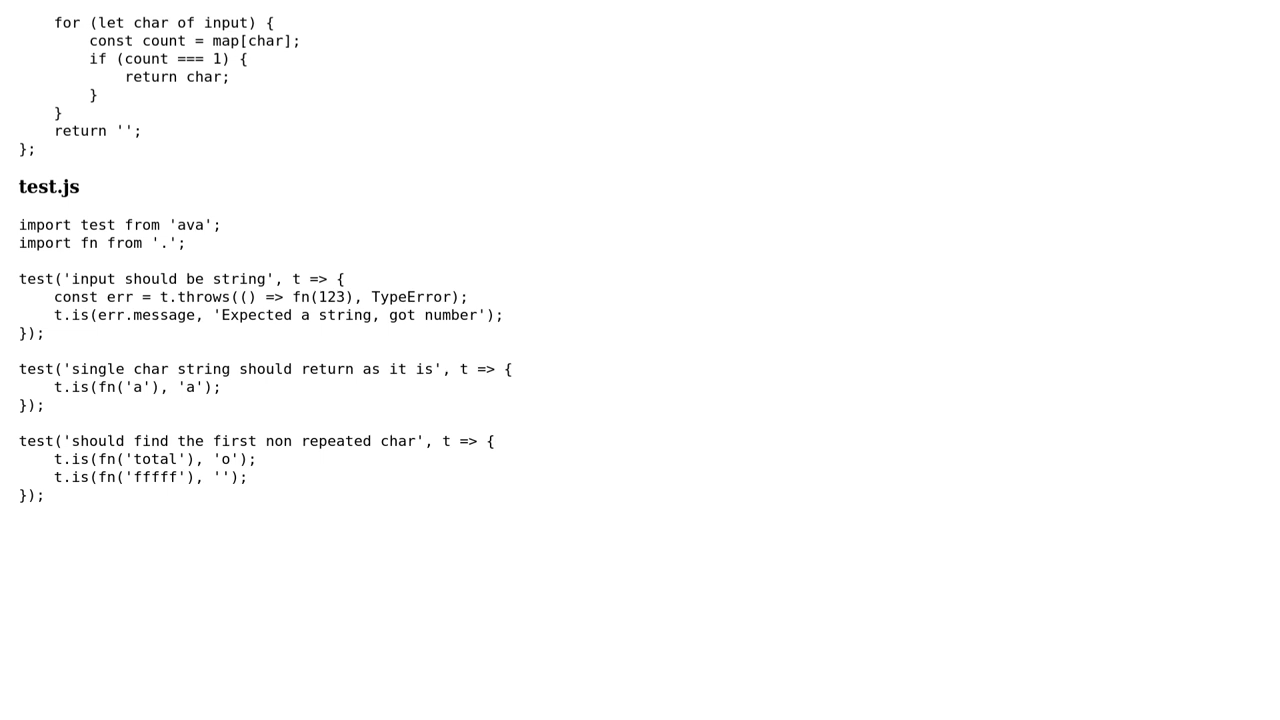 for (let char of input) {
        const count = map[char];
        if (count === 1) {
            return char;
        }
    }
    return '';
};
test.js
import test from 'ava';
import fn from '.';

test('input should be string', t => {
    const err = t.throws(() => fn(123), TypeError);
    t.is(err.message, 'Expected a string, got number');
});

test('single char string should return as it is', t => {
    t.is(fn('a'), 'a');
});

test('should find the first non repeated char', t => {
    t.is(fn('total'), 'o');
    t.is(fn('fffff'), '');
});